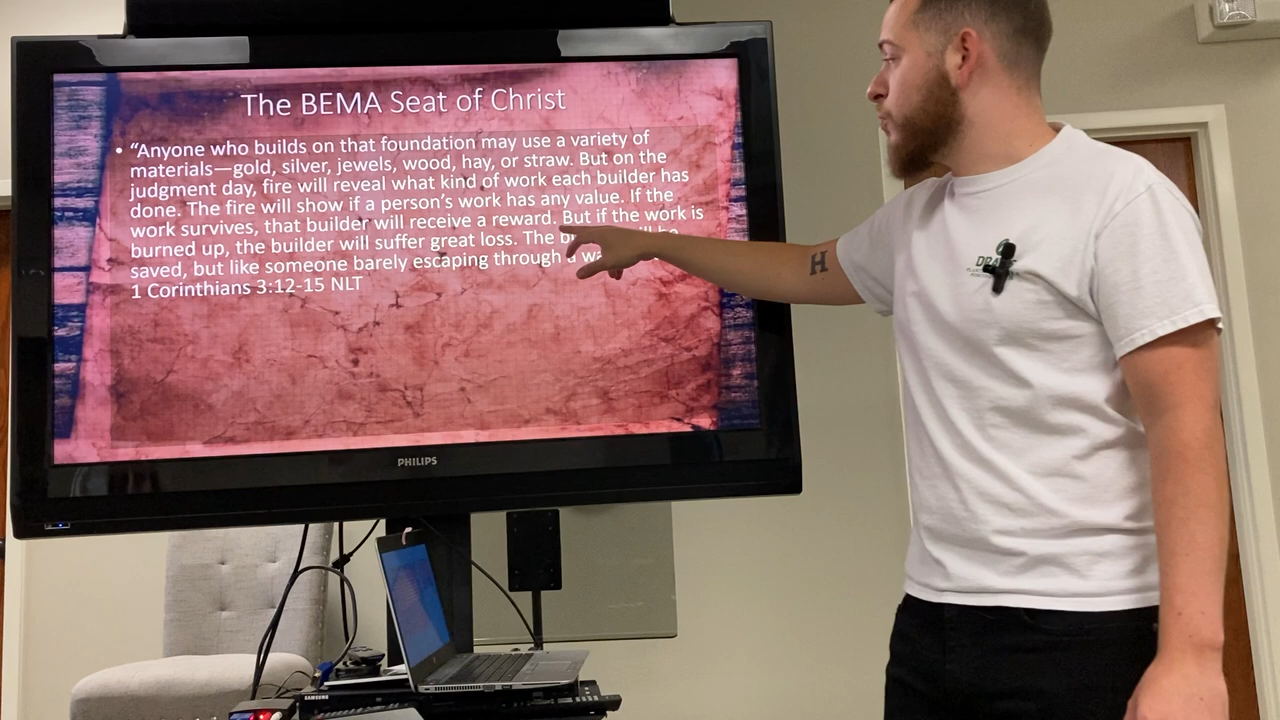 The BEMA Seat of Christ
• “Anyone who builds on that foundation may use a variety of
materials—gold, silver, jewels, wood, hay, or straw. But on the
judgment day, fire will reveal what kind of work each builder has
done. The fire will show if a person’s work has any value. If the
work survives, that builder will receive a reward. But if the work is
burned up, the builder will suffer great loss. The
saved, but like someone barely escaping through a
1 Corinthians 3:12-15 NLT
PHILIPS
SAMSUNG
H